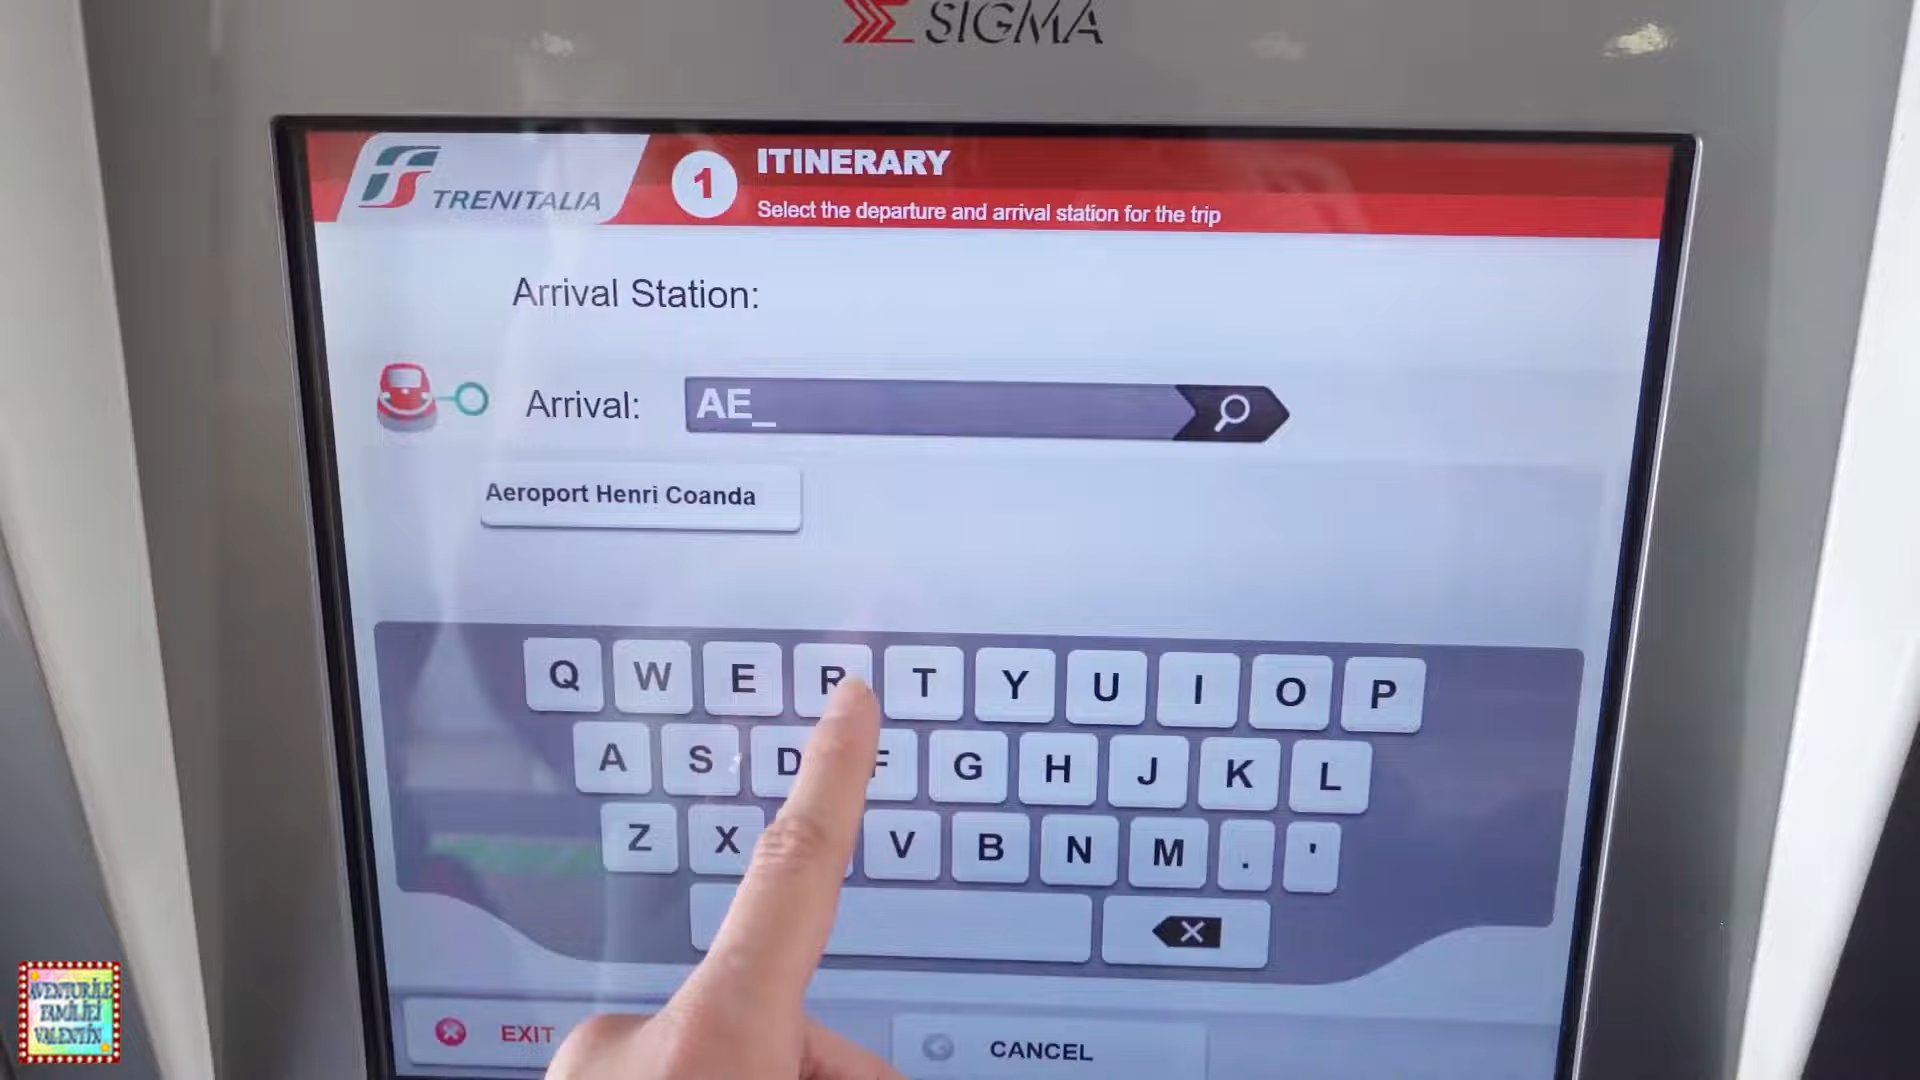 SIGMA
TRENITALIA
1
ITINERARY
Select the departure and arrival station for the trip
Arrival Station:
Arrival: AE_
Aeroport Henri Coanda
Q W E R T Y U I O P
A S D F G H J K L
Z X V B N M . '
EXIT
CANCEL
AVENTURILE
FAMILIEI
VALENTIN